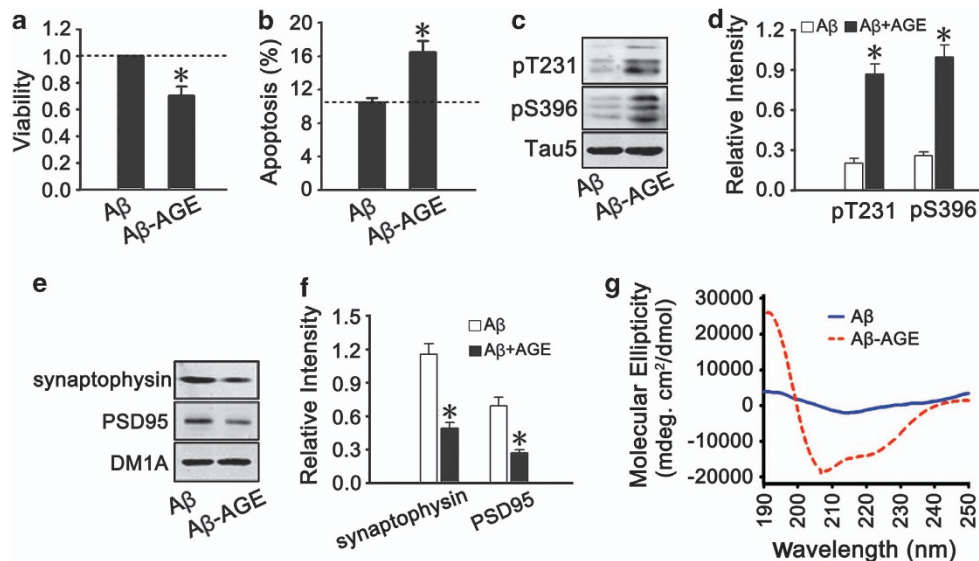 a
Viability
1.2
1.0
0.8
0.6
0.4
0.2
0
*
Aβ
Aβ-AGE
b
Apoptosis (%)
20
16
12
8
4
0
*
Aβ
Aβ-AGE
c
pT231
pS396
Tau5
Aβ
Aβ-AGE
d
Aβ Aβ+AGE
Relative Intensity
1.2
0.9
0.6
0.3
0.0
* *
pT231 pS396
e
synaptophysin
PSD95
DM1A
Aβ
Aβ-AGE
f
Relative Intensity
1.5
1.2
0.9
0.6
0.3
0.0
Aβ
Aβ+AGE
* *
synaptophysin PSD95
g
Molecular Ellipticity
(mdeg. cm²/dmol)
30000
20000
10000
0
-10000
-20000
Aβ
Aβ-AGE
190 200 210 220 230 240 250
Wavelength (nm)